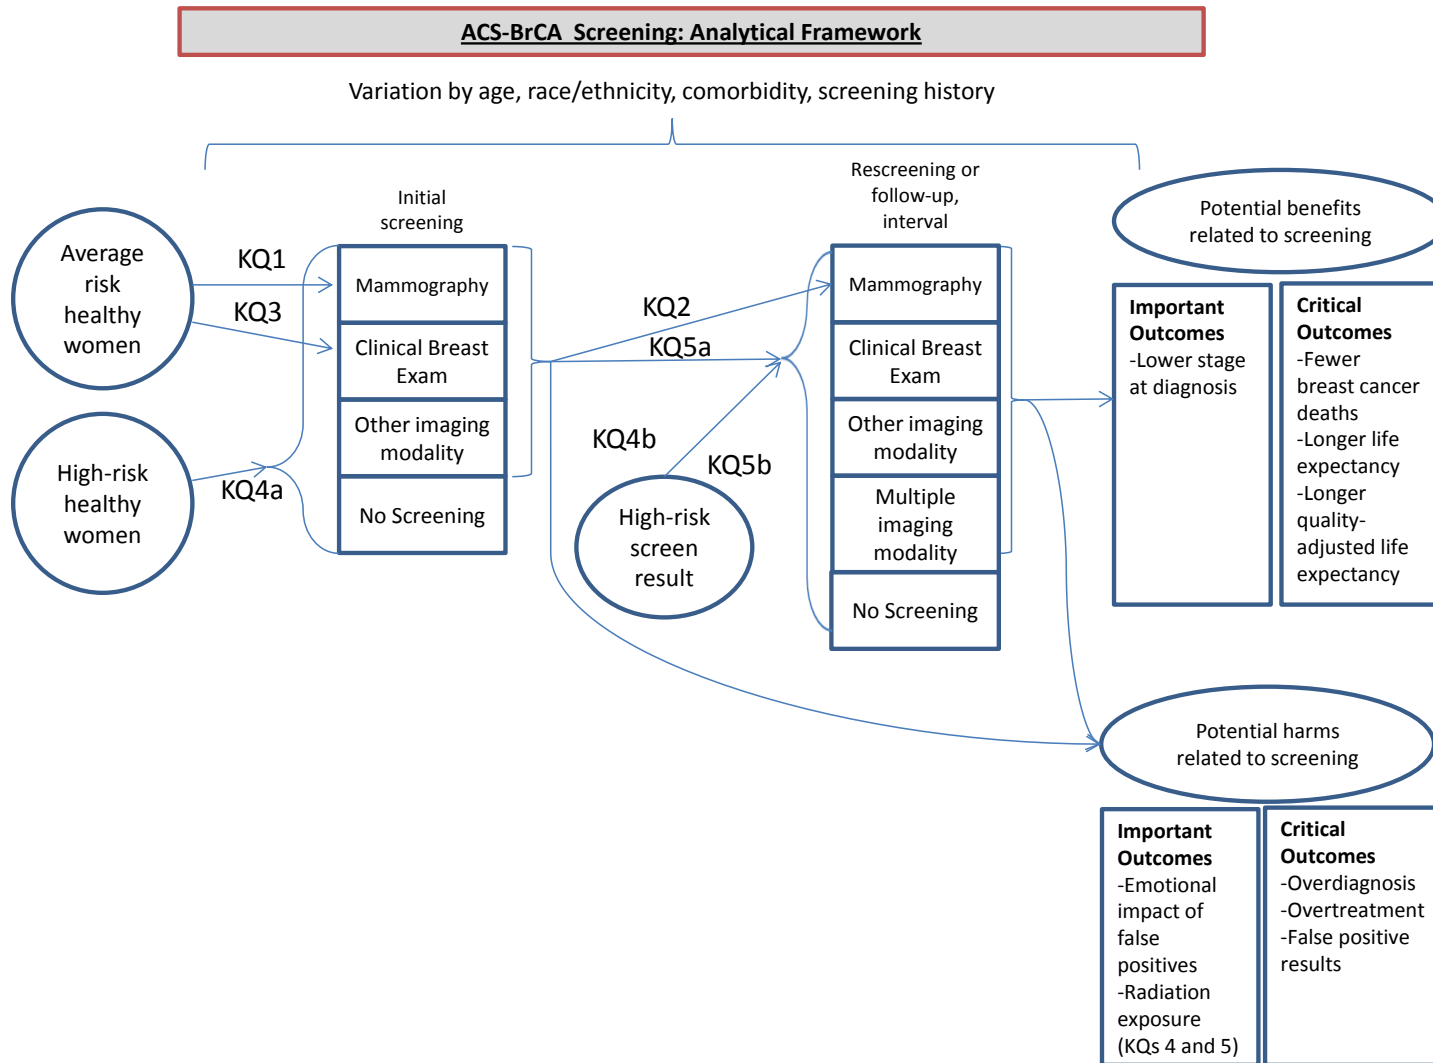 ACS-BrCA  Screening: Analytical Framework
Variation by age, race/ethnicity, comorbidity, screening history
Average
risk
healthy
women
High-risk
healthy
women
KQ1
KQ3
KQ4a
Initial
screening
Mammography
Clinical Breast
Exam
Other imaging
modality
No Screening
KQ2
KQ5a
KQ4b
KQ5b
High-risk
screen
result
Rescreening or
follow-up,
interval
Mammography
Clinical Breast
Exam
Other imaging
modality
Multiple
imaging
modality
No Screening
Potential benefits
related to screening
Important
Outcomes
-Lower stage
at diagnosis
Critical
Outcomes
-Fewer
breast cancer
deaths
-Longer life
expectancy
-Longer
quality-
adjusted life
expectancy
Potential harms
related to screening
Important
Outcomes
-Emotional
impact of
false
positives
-Radiation
exposure
(KQs 4 and 5)
Critical
Outcomes
-Overdiagnosis
-Overtreatment
-False positive
results